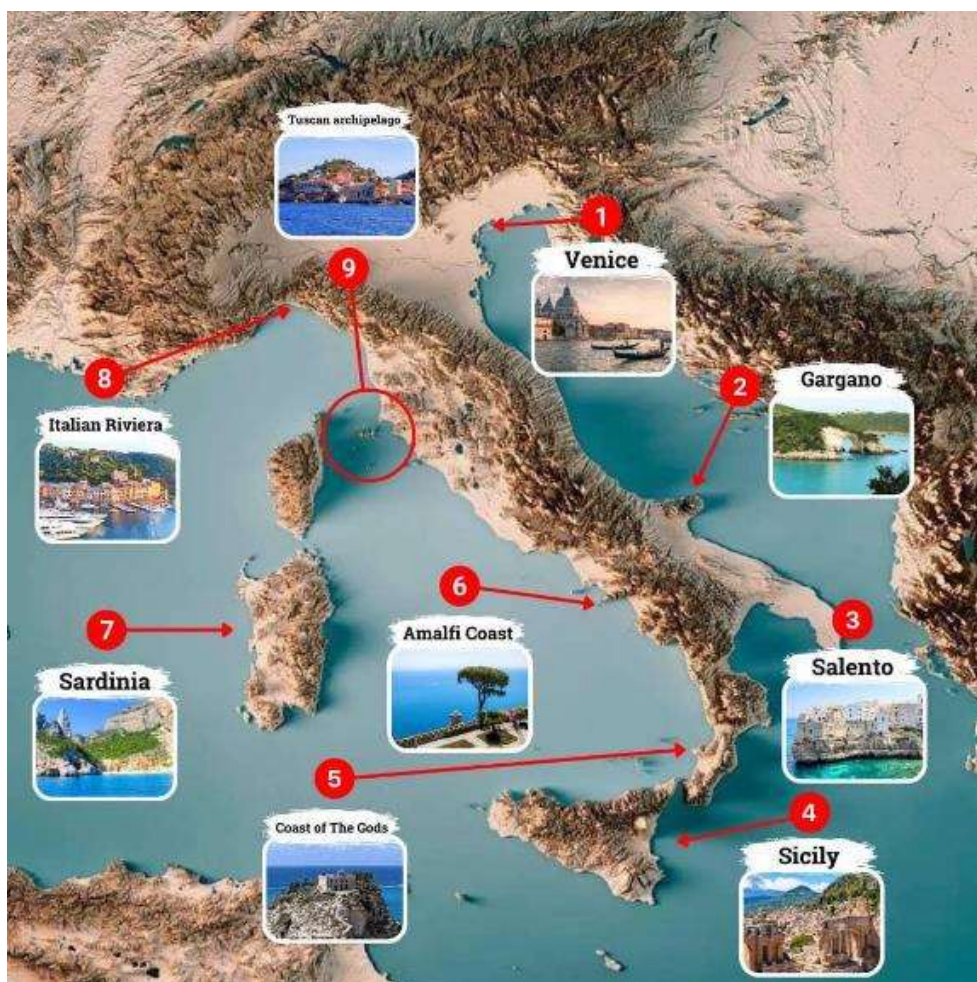 Tuscan archipelago
9
1
Venice
2
Gargano
8
Italian Riviera
6
Amalfi Coast
7
Sardinia
3
Salento
5
Coast of The Gods
4
Sicily